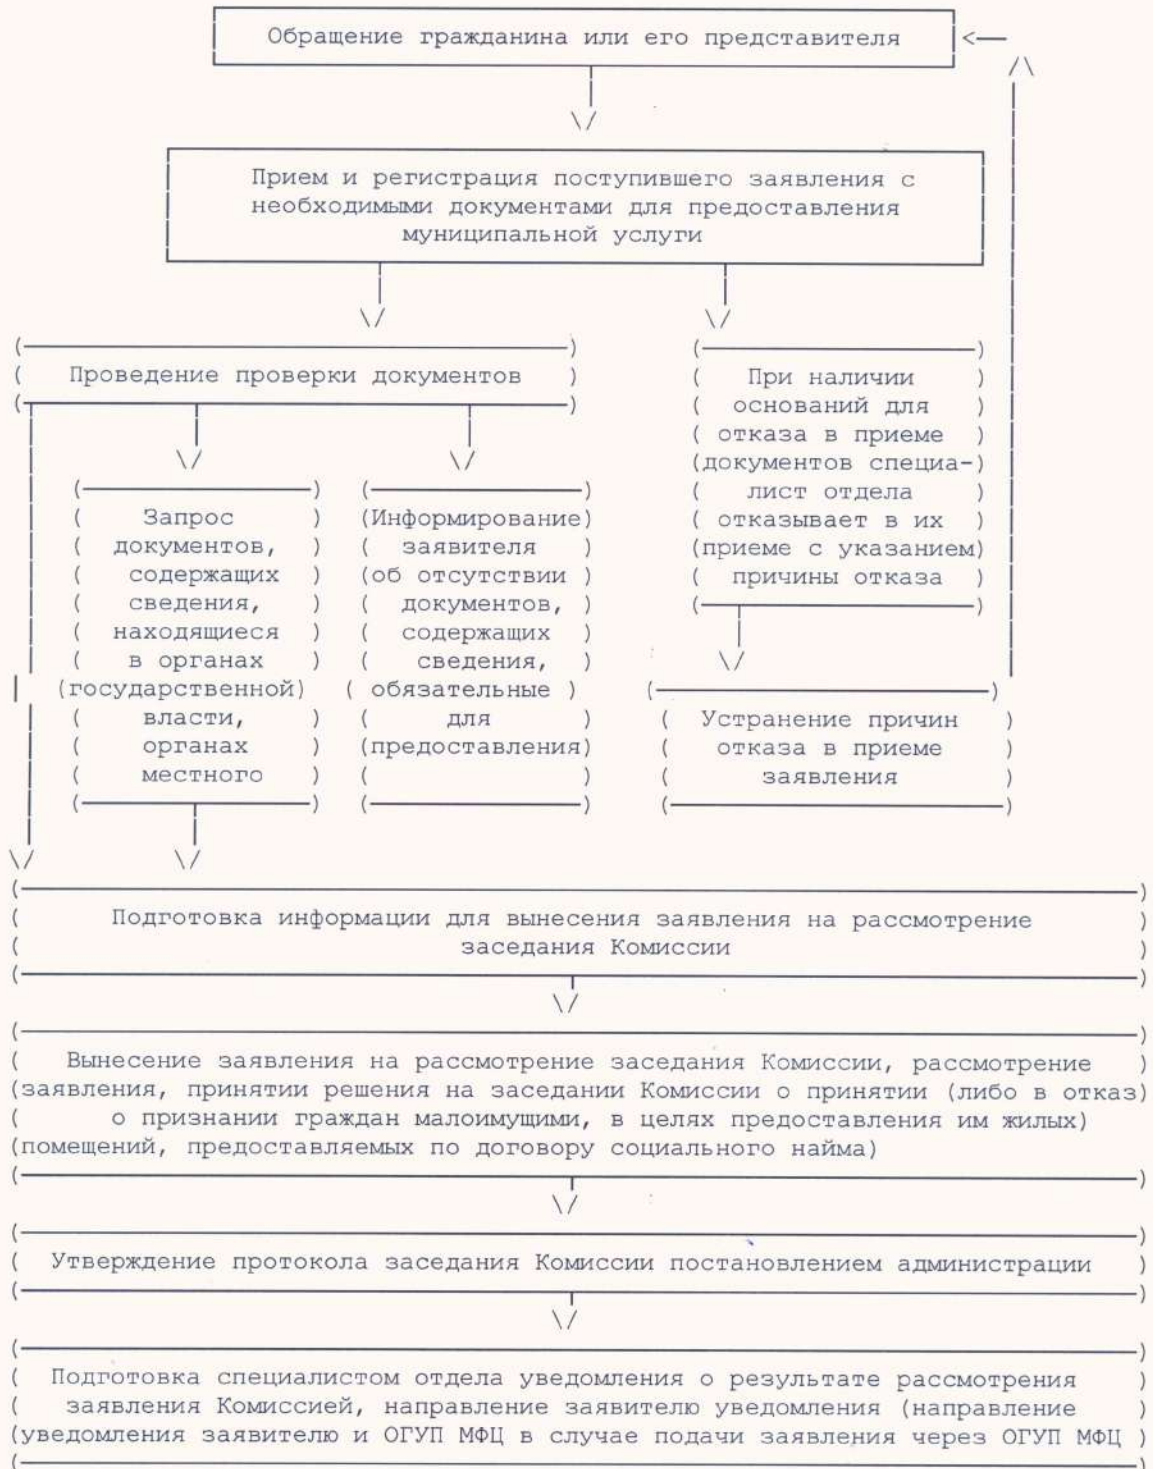 Обращение гражданина или его представителя
Прием и регистрация поступившего заявления с
необходимыми документами для предоставления
муниципальной услуги
Проведение проверки документов
При наличии
оснований для
отказа в приеме
документов специа-
лист отдела
отказывает в их
приеме с указанием
причины отказа
Запрос
документов,
содержащих
сведения,
находящиеся
в органах
государственной
власти,
органах
местного
Информирование
заявителя
об отсутствии
документов,
содержащих
сведения,
обязательные
для
предоставления
Устранение причин
отказа в приеме
заявления
Подготовка информации для вынесения заявления на рассмотрение
заседания Комиссии
Вынесение заявления на рассмотрение заседания Комиссии, рассмотрение
заявления, принятии решения на заседании Комиссии о принятии (либо в отказ)
о признании граждан малоимущими, в целях предоставления им жилых)
помещений, предоставляемых по договору социального найма)
Утверждение протокола заседания Комиссии постановлением администрации
Подготовка специалистом отдела уведомления о результате рассмотрения
заявления Комиссией, направление заявителю уведомления (направление
уведомления заявителю и ОГУП МФЦ в случае подачи заявления через ОГУП МФЦ )